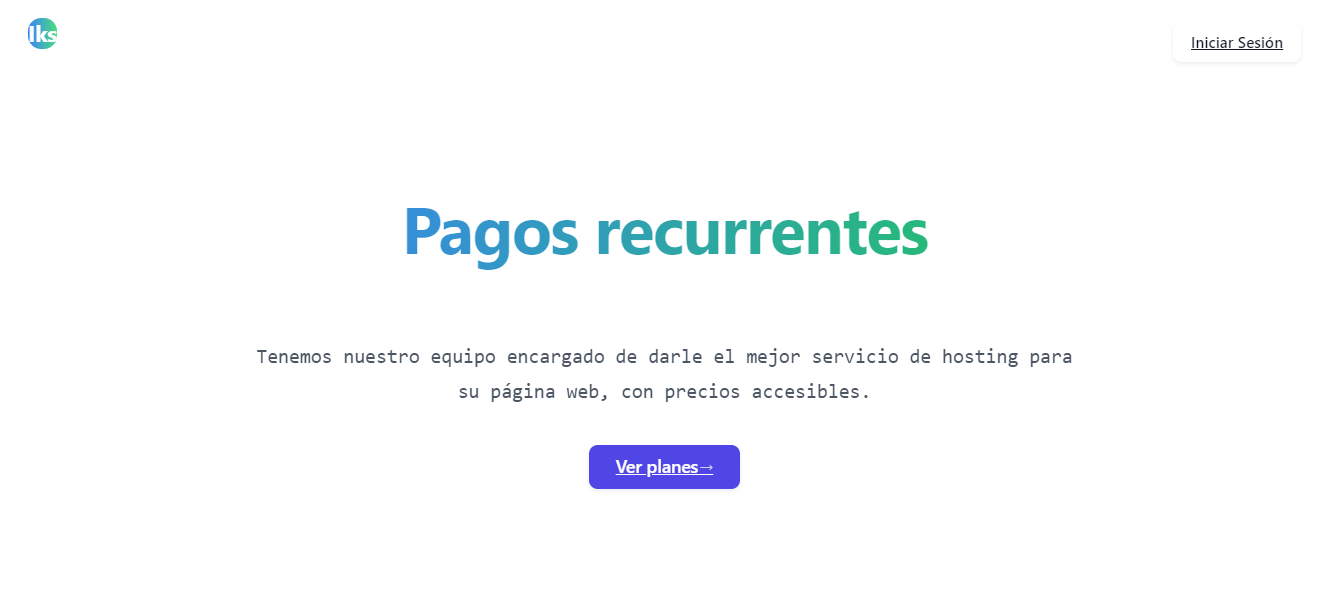 lks
Iniciar Sesión
Pagos recurrentes
Tenemos nuestro equipo encargado de darle el mejor servicio de hosting para
su página web, con precios accesibles.
Ver planes→